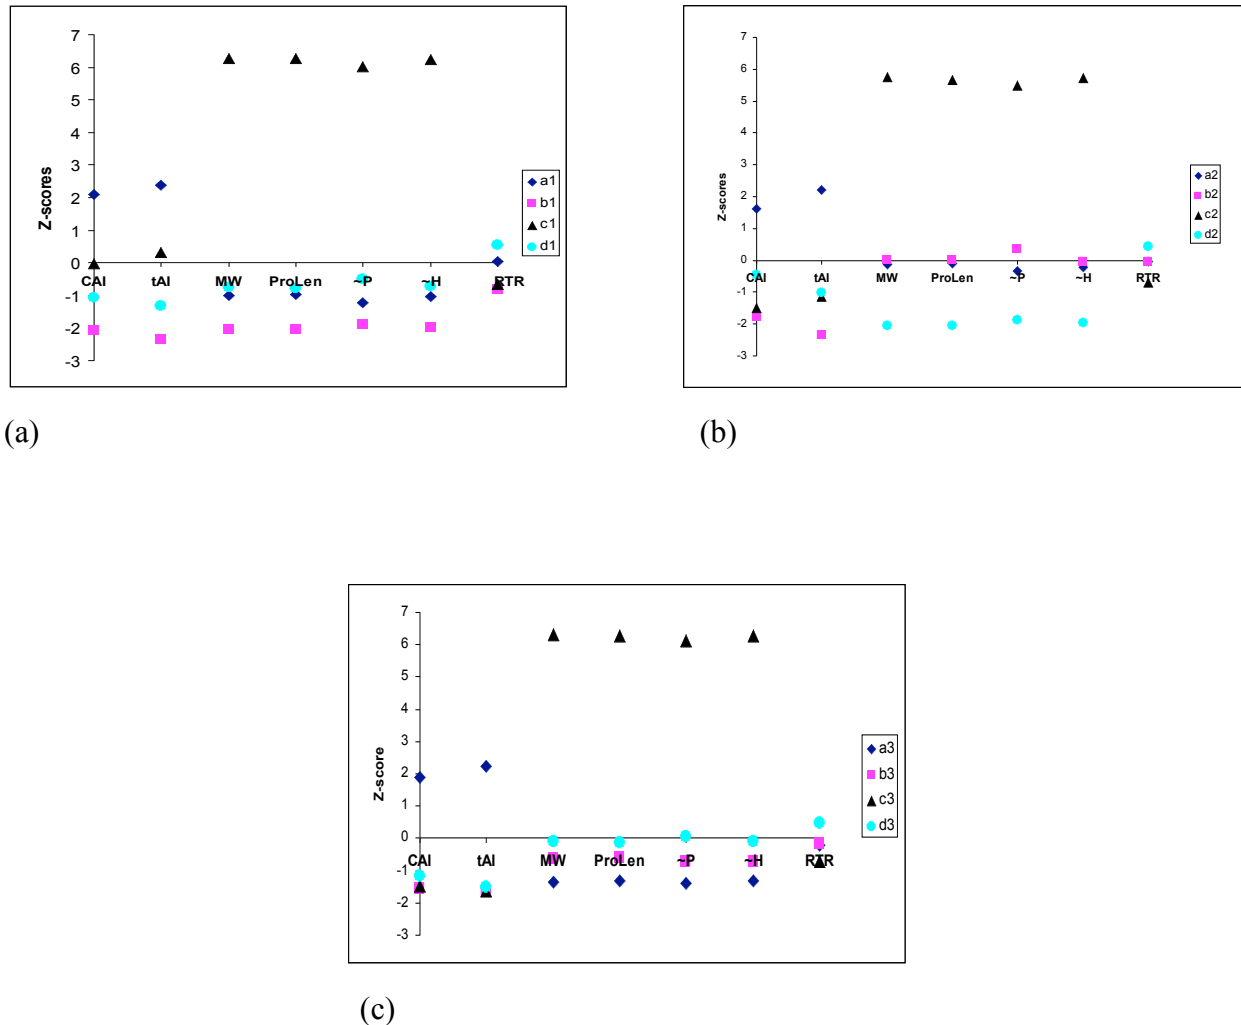 7
6
5
4
3
2
1
0
-1
-2
-3
Z-scores
CAI tAI MW ProLen ~P ~H RTR
a1
b1
c1
d1
(a)
7
6
5
4
3
2
1
0
-1
-2
-3
Z-scores
CAI tAI MW ProLen ~P ~H RTR
a2
b2
c2
d2
(b)
7
6
5
4
3
2
1
0
-1
-2
-3
Z-score
CAI tAI MW ProLen ~P ~H RTR
a3
b3
c3
d3
(c)